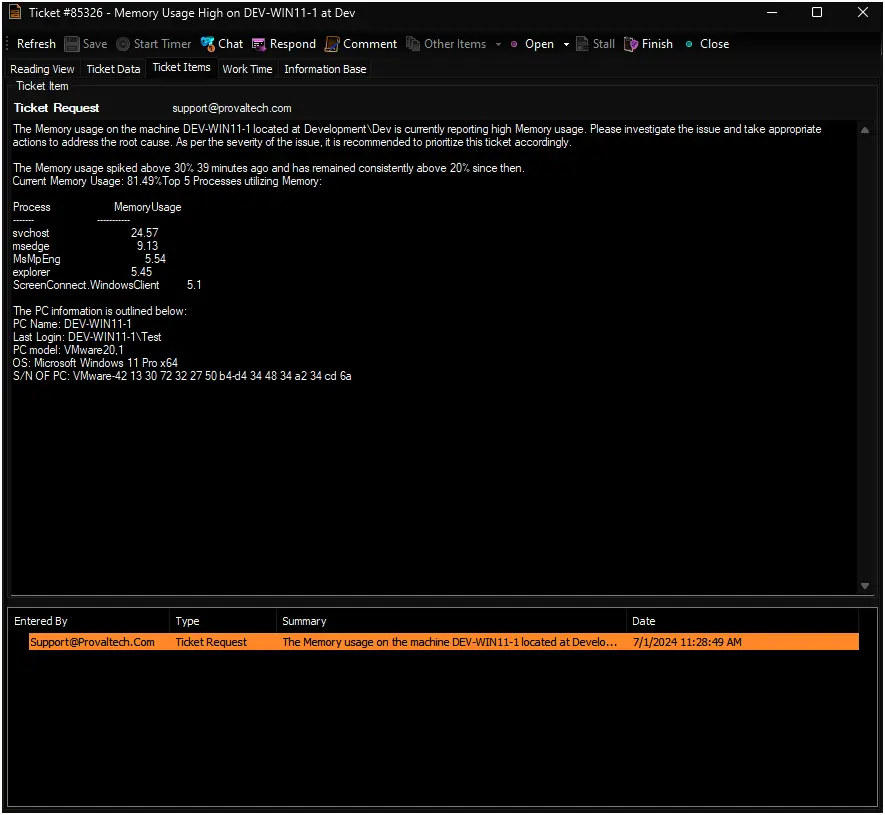 Ticket #85326 - Memory Usage High on DEV-WIN11-1 at Dev
Refresh Save Start Timer Chat Respond Comment Other Items Open Stall Finish Close
Reading View Ticket Data Ticket Items Work Time Information Base
Ticket Item
Ticket Request support@provaltech.com
The Memory usage on the machine DEV-WIN11-1 located at Development\Dev is currently reporting high Memory usage. Please investigate the issue and take appropriate
actions to address the root cause. As per the severity of the issue, it is recommended to prioritize this ticket accordingly.
The Memory usage spiked above 30% 39 minutes ago and has remained consistently above 20% since then.
Current Memory Usage: 81.49%Top 5 Processes utilizing Memory:
Process MemoryUsage
------- -----------
svchost 24.57
msedge 9.13
MsMpEng 5.54
explorer 5.45
ScreenConnect.WindowsClient 5.1
The PC information is outlined below:
PC Name: DEV-WIN11-1
Last Login: DEV-WIN11-1\Test
PC model: VMware20,1
OS: Microsoft Windows 11 Pro x64
S/N OF PC: VMware-42 13 30 72 32 27 50 b4-d4 34 48 34 a2 34 cd 6a
Entered By Type Summary Date
Support@Provaltech.Com Ticket Request The Memory usage on the machine DEV-WIN11-1 located at Develo... 7/1/2024 11:28:49 AM